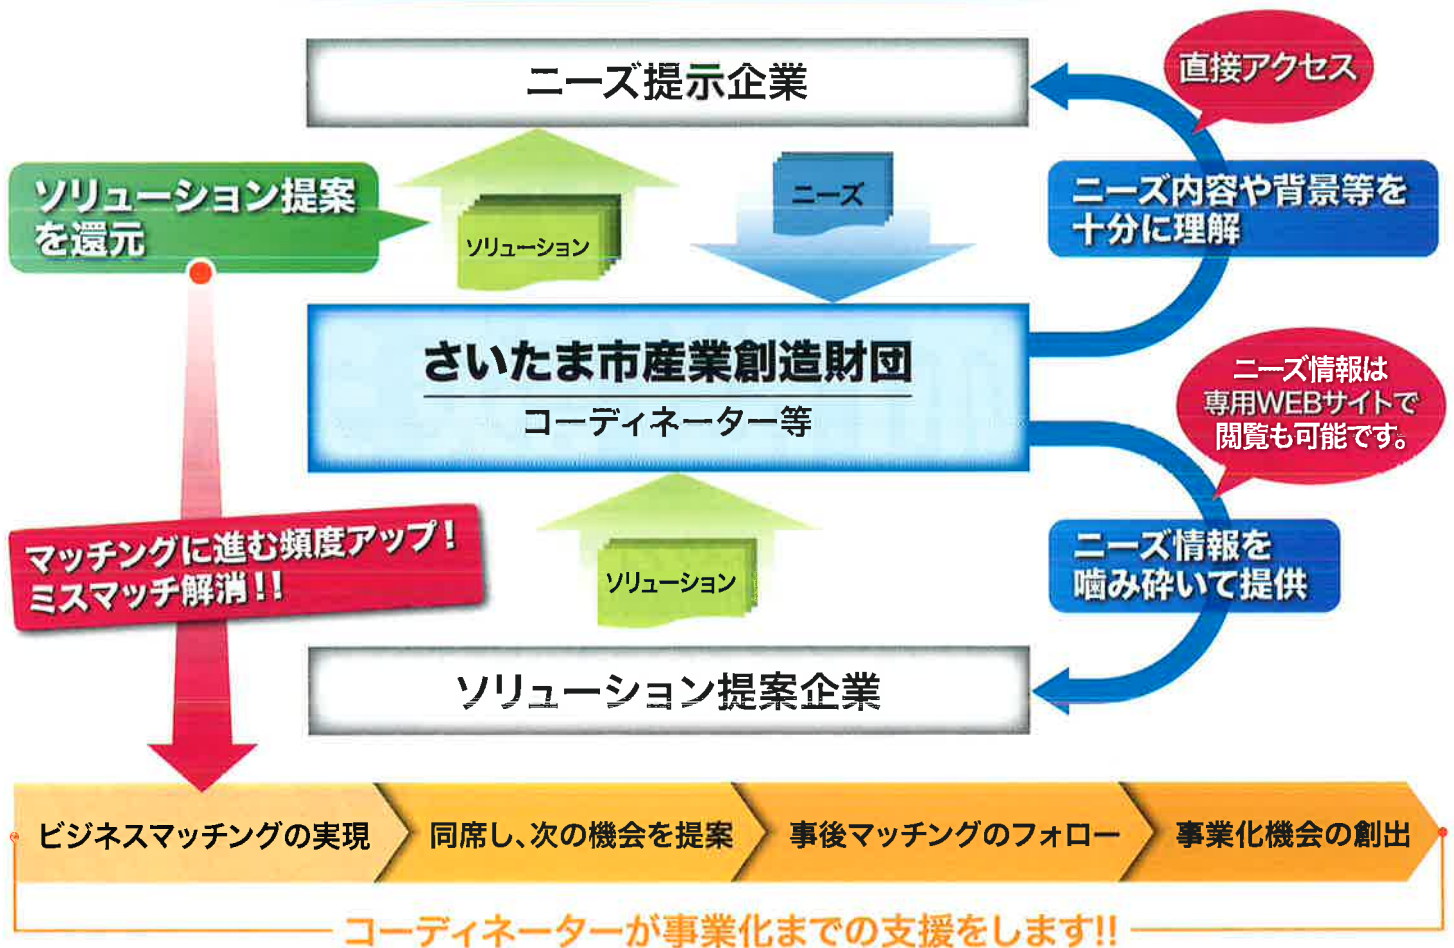 ニーズ提示企業
直接アクセス
ソリューション提案
を還元
ソリューション
ニーズ
ニーズ内容や背景等を
十分に理解
さいたま市産業創造財団
コーディネーター等
ニーズ情報は
専用WEBサイトで
閲覧も可能です。
マッチングに進む頻度アップ！
ミスマッチ解消！！
ソリューション
ニーズ情報を
噛み砕いて提供
ソリューション提案企業
ビジネスマッチングの実現
同席し、次の機会を提案
事後マッチングのフォロー
事業化機会の創出
コーディネーターが事業化までの支援をします!!